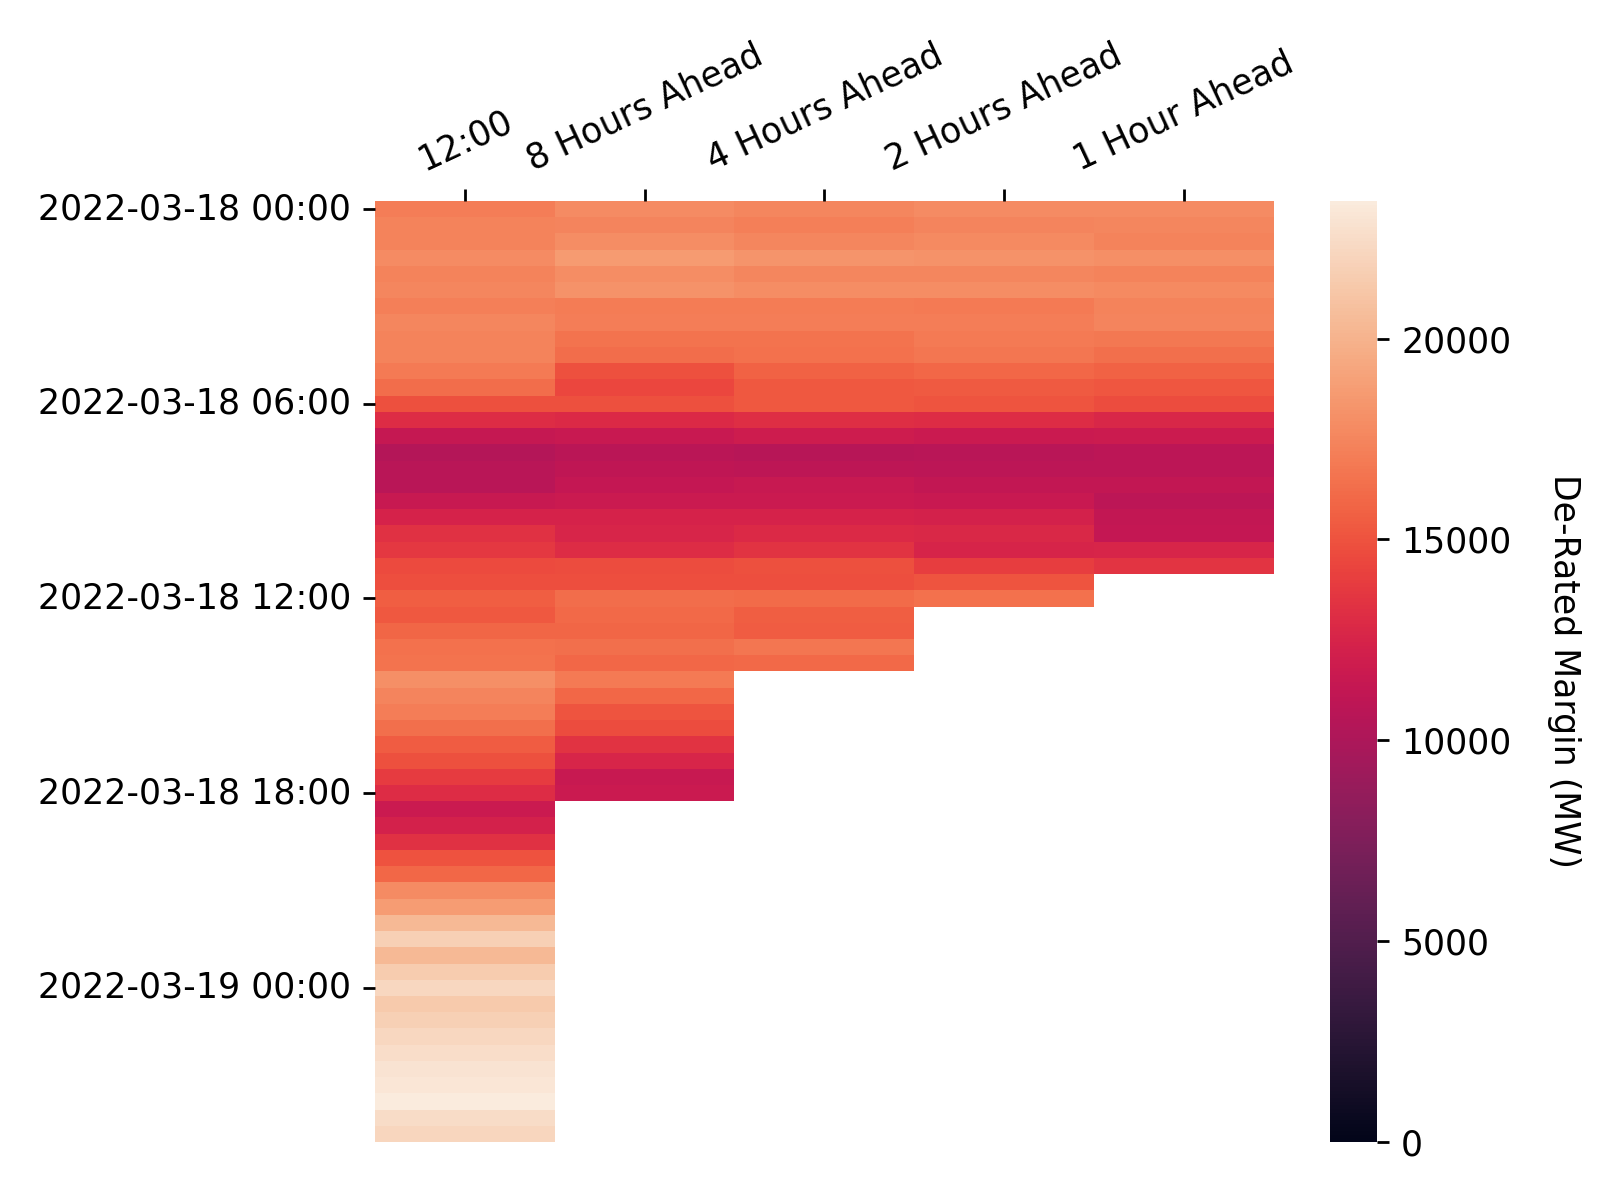 12:00
8 Hours Ahead
4 Hours Ahead
2 Hours Ahead
1 Hour Ahead
2022-03-18 00:00
2022-03-18 06:00
2022-03-18 12:00
2022-03-18 18:00
2022-03-19 00:00
20000
15000
10000
5000
0
De-Rated Margin (MW)